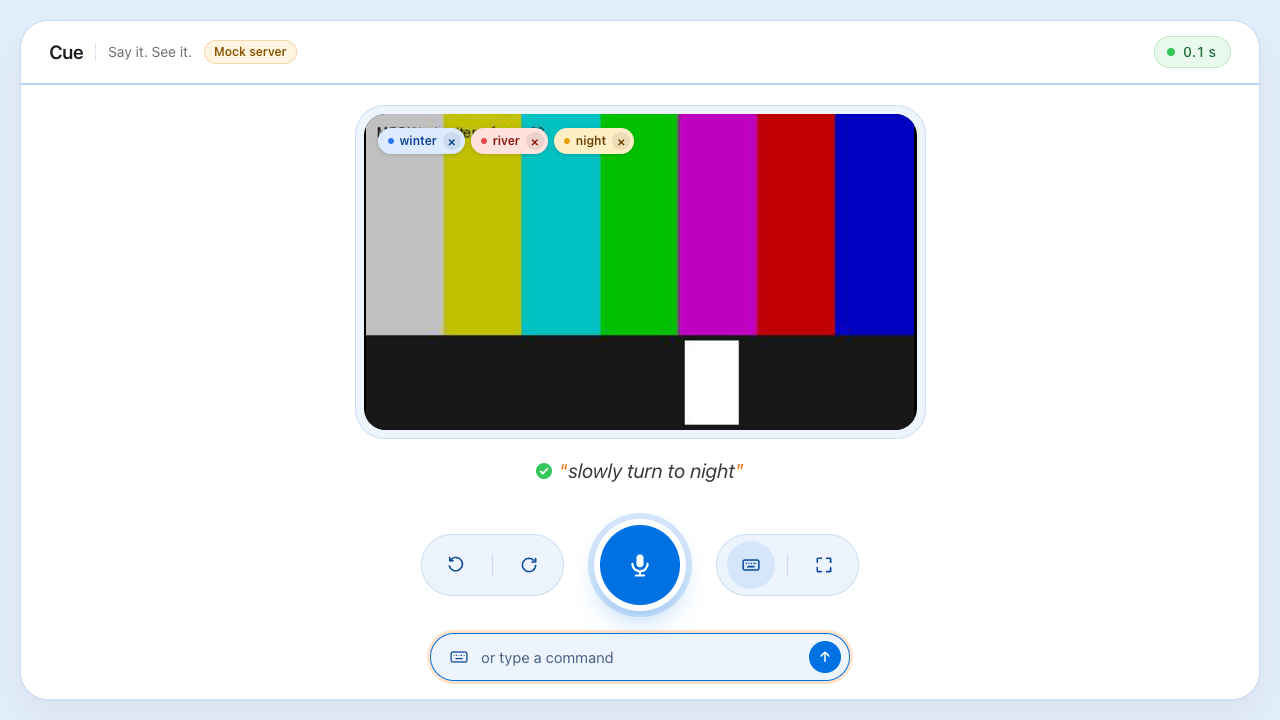 Cue
Say it. See it.
Mock server
0.1 s
winter
river
night
“slowly turn to night”
or type a command